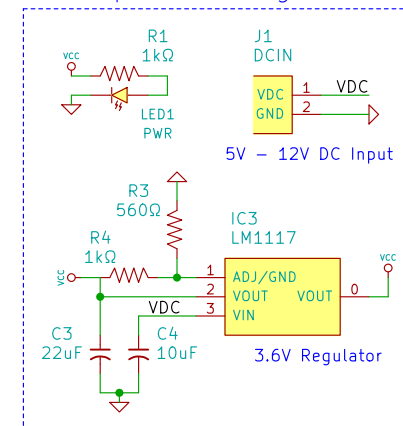 R1
1kΩ
VCC
LED1
PWR
J1
DCIN
VDC 1 VDC
GND 2
5V - 12V DC Input
R3
560Ω
R4
1kΩ
VCC
IC3
LM1117
1 ADJ/GND
2 VOUT VOUT 0
3 VIN
VCC
VDC
C3
22uF
C4
10uF
3.6V Regulator